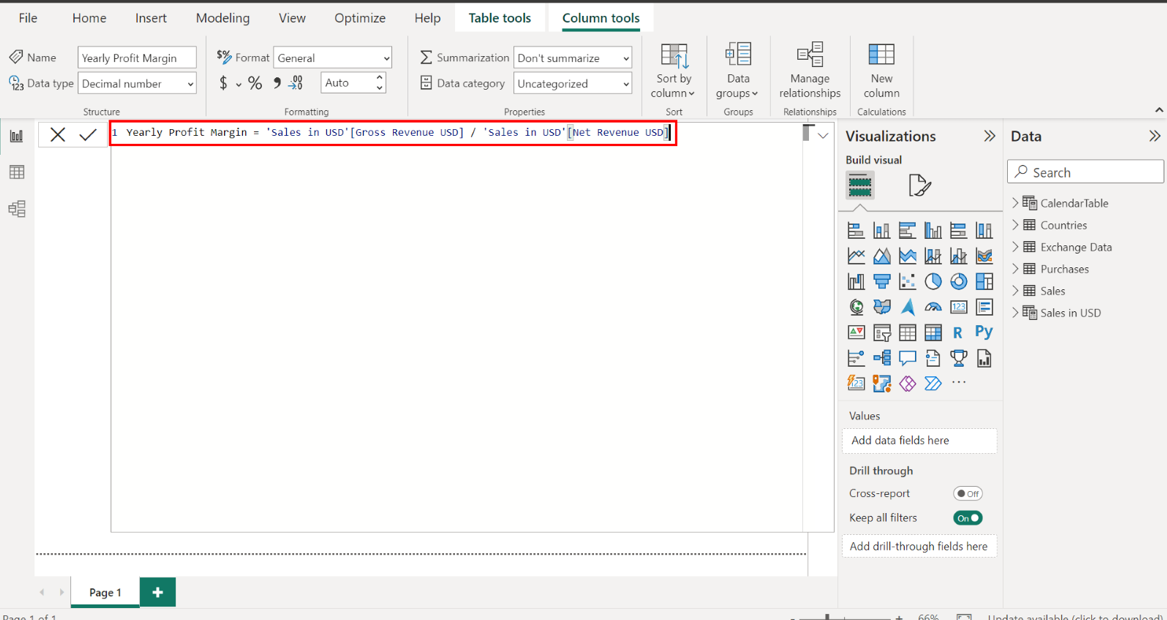 File Home Insert Modeling View Optimize Help Table tools Column tools
Name Yearly Profit Margin
Data type Decimal number
Structure
$% Format General
$ % 9 .00 Auto
Formatting
Summarization Don't summarize
Data category Uncategorized
Properties
Sort by
column
Sort
Data
groups
Groups
Manage
relationships
Relationships
New
column
Calculations
1 Yearly Profit Margin = 'Sales in USD'[Gross Revenue USD] / 'Sales in USD'[Net Revenue USD]
Visualizations
Build visual
123
R Py
123
...
Values
Add data fields here
Drill through
Cross-report Off
Keep all filters On
Add drill-through fields here
Data
Search
CalendarTable
Countries
Exchange Data
Purchases
Sales
Sales in USD
Page 1 +
Page 1 of 1
- + 66% Update available (click to download)